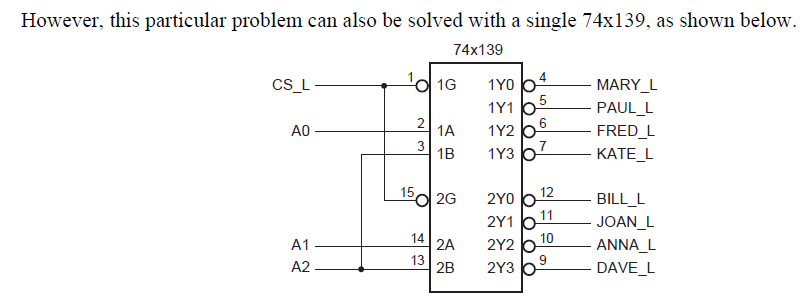 However, this particular problem can also be solved with a single 74x139, as shown below.
74x139
CS_L 1 1G 1Y0 4 MARY_L
1Y1 5 PAUL_L
A0 2 1A 1Y2 6 FRED_L
3 1B 1Y3 7 KATE_L
15 2G 2Y0 12 BILL_L
2Y1 11 JOAN_L
A1 14 2A 2Y2 10 ANNA_L
A2 13 2B 2Y3 9 DAVE_L